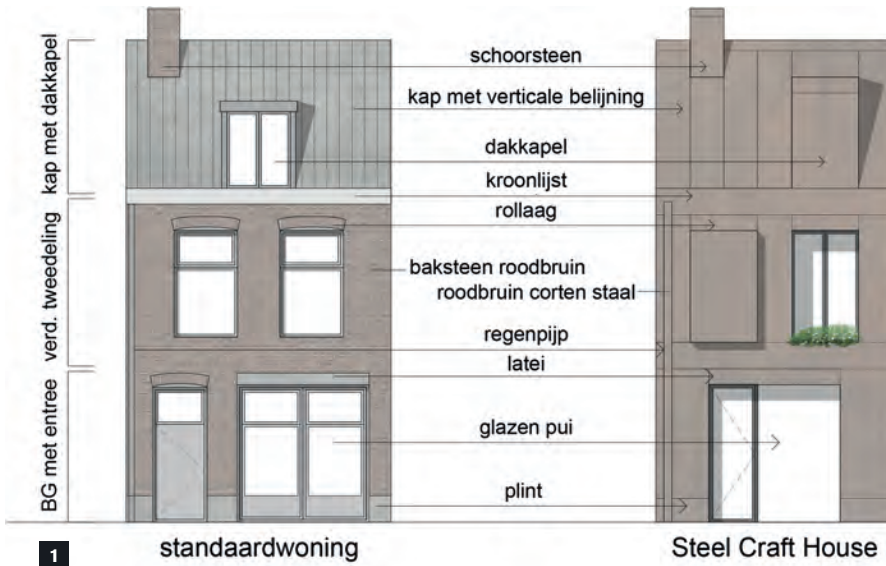 kap met dakkapel
verd. tweedeling
BG met entree
schoorsteen
kap met verticale belijning
dakkapel
kroonlijst
rollaag
baksteen roodbruin
roodbruin corten staal
regenpijp
latei
glazen pui
plint
1
standaardwoning
Steel Craft House